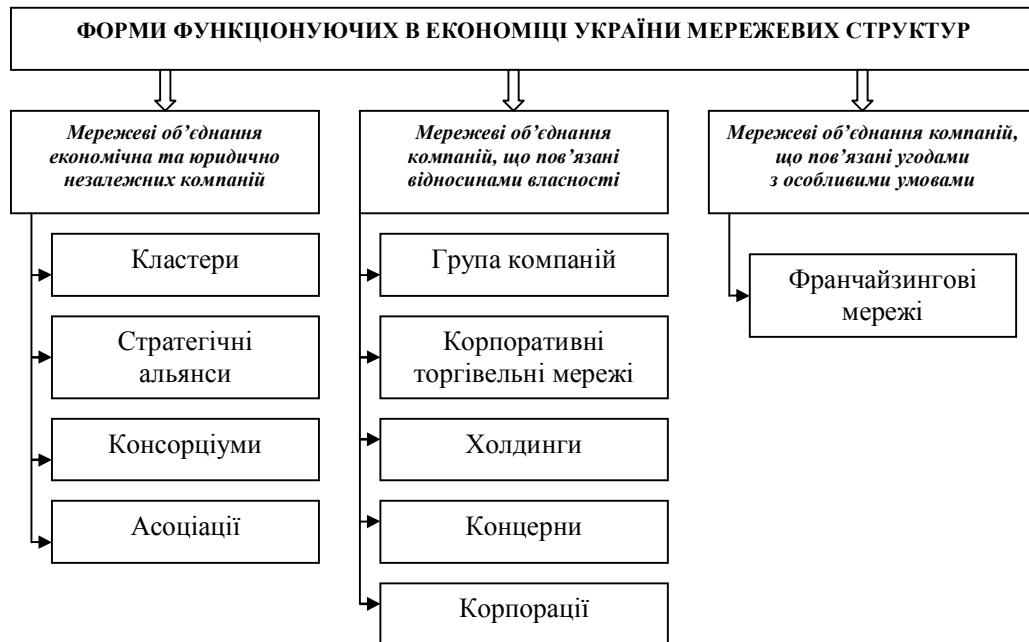 ФОРМИ ФУНКЦІОНУЮЧИХ В ЕКОНОМІЦІ УКРАЇНИ МЕРЕЖЕВИХ СТРУКТУР
Мережеві об’єднання
економічна та юридично
незалежних компаній
Кластери
Стратегічні
альянси
Консорціуми
Асоціації
Мережеві об’єднання
компаній, що пов’язані
відносинами власності
Група компаній
Корпоративні
торгівельні мережі
Холдинги
Концерни
Корпорації
Мережеві об’єднання компаній,
що пов’язані угодами
з особливими умовами
Франчайзингові
мережі